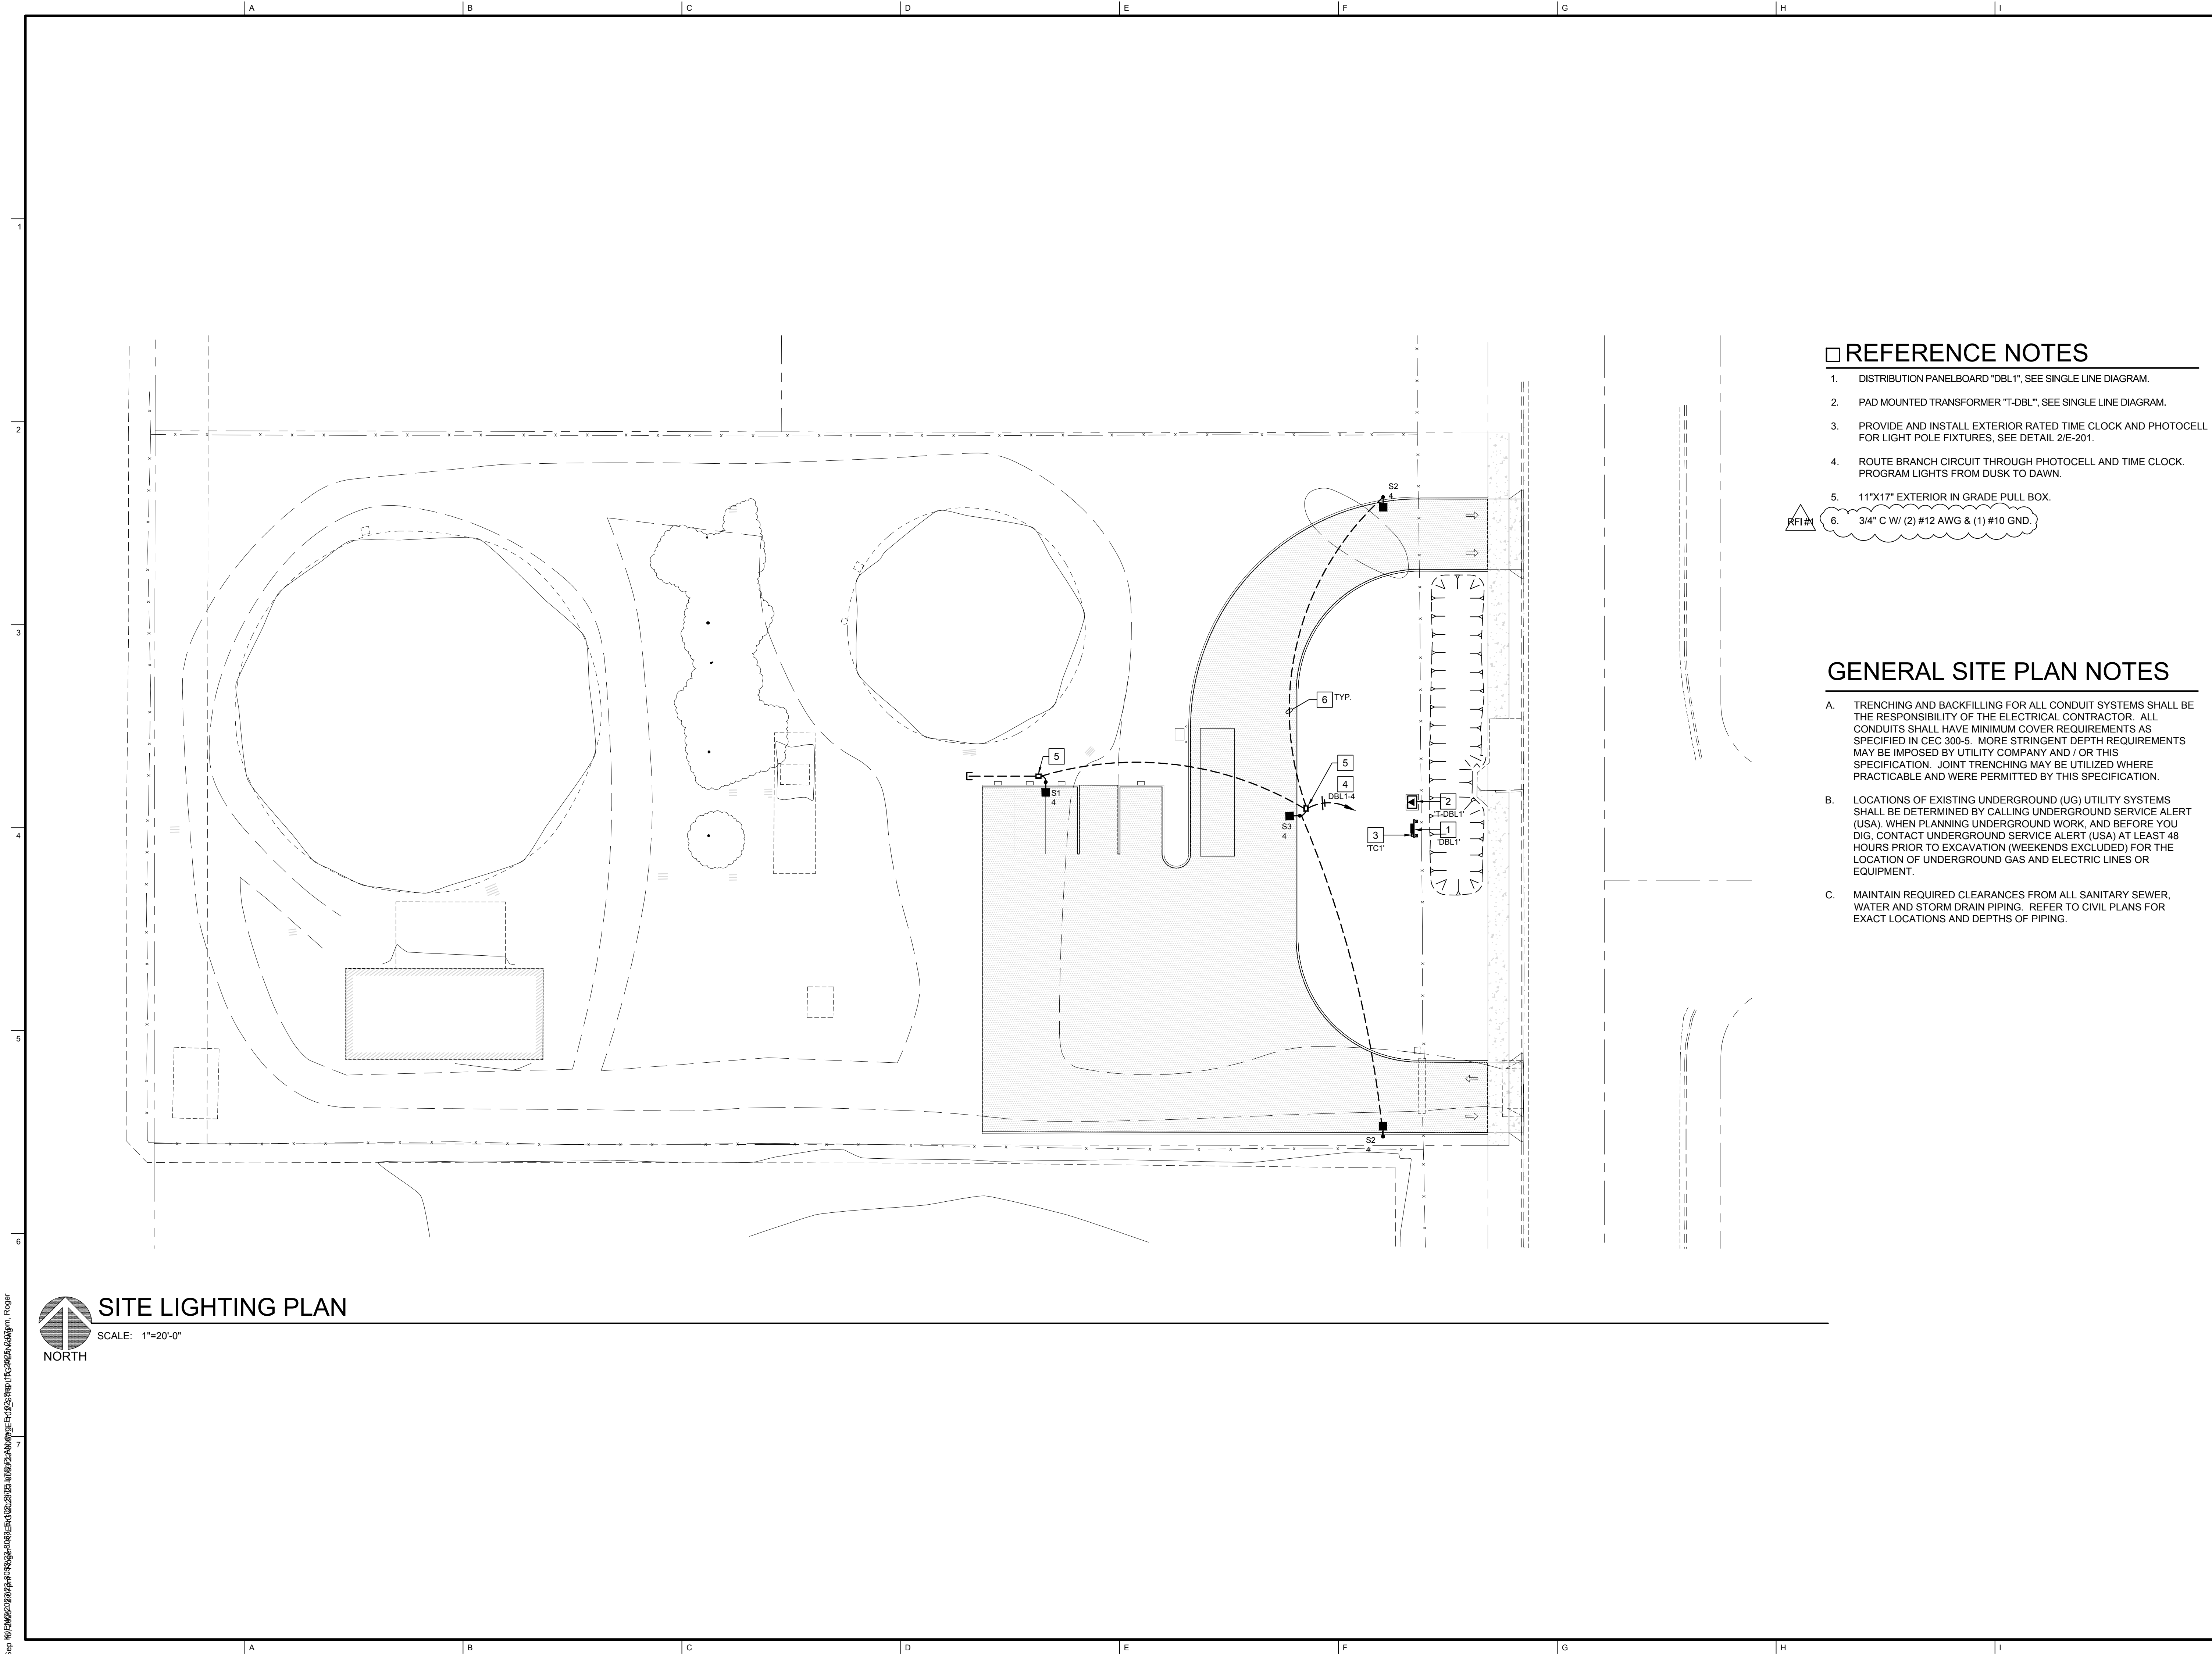 A B C D E F G H I
1
2
3
4
5
6
7
REFERENCE NOTES
1. DISTRIBUTION PANELBOARD "DBL1", SEE SINGLE LINE DIAGRAM.
2. PAD MOUNTED TRANSFORMER "T-DBL'", SEE SINGLE LINE DIAGRAM.
3. PROVIDE AND INSTALL EXTERIOR RATED TIME CLOCK AND PHOTOCELL
FOR LIGHT POLE FIXTURES, SEE DETAIL 2/E-201.
4. ROUTE BRANCH CIRCUIT THROUGH PHOTOCELL AND TIME CLOCK.
PROGRAM LIGHTS FROM DUSK TO DAWN.
5. 11"X17" EXTERIOR IN GRADE PULL BOX.
RFI #1
6. 3/4" C W/ (2) #12 AWG & (1) #10 GND.
GENERAL SITE PLAN NOTES
A. TRENCHING AND BACKFILLING FOR ALL CONDUIT SYSTEMS SHALL BE
THE RESPONSIBILITY OF THE ELECTRICAL CONTRACTOR. ALL
CONDUITS SHALL HAVE MINIMUM COVER REQUIREMENTS AS
SPECIFIED IN CEC 300-5. MORE STRINGENT DEPTH REQUIREMENTS
MAY BE IMPOSED BY UTILITY COMPANY AND / OR THIS
SPECIFICATION. JOINT TRENCHING MAY BE UTILIZED WHERE
PRACTICABLE AND WERE PERMITTED BY THIS SPECIFICATION.
B. LOCATIONS OF EXISTING UNDERGROUND (UG) UTILITY SYSTEMS
SHALL BE DETERMINED BY CALLING UNDERGROUND SERVICE ALERT
(USA). WHEN PLANNING UNDERGROUND WORK, AND BEFORE YOU
DIG, CONTACT UNDERGROUND SERVICE ALERT (USA) AT LEAST 48
HOURS PRIOR TO EXCAVATION (WEEKENDS EXCLUDED) FOR THE
LOCATION OF UNDERGROUND GAS AND ELECTRIC LINES OR
EQUIPMENT.
C. MAINTAIN REQUIRED CLEARANCES FROM ALL SANITARY SEWER,
WATER AND STORM DRAIN PIPING. REFER TO CIVIL PLANS FOR
EXACT LOCATIONS AND DEPTHS OF PIPING.
S2
4
6 TYP.
5
S1
4
5
4
DBL1-4
S3
4
2
'T-DBL1'
1
'DBL1'
3
'TC1'
S2
4
SITE LIGHTING PLAN
SCALE: 1"=20'-0"
NORTH
A B C D E F G H I